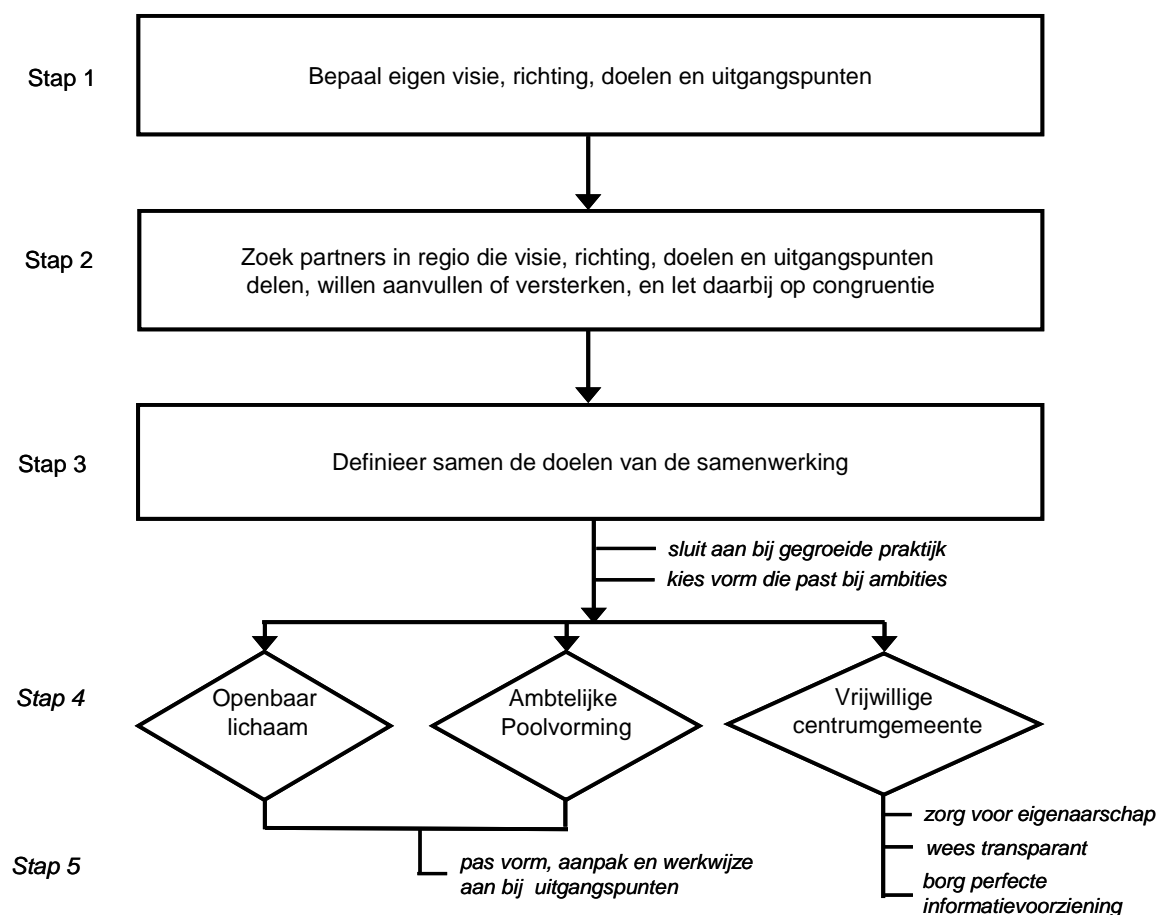 Stap 1
Bepaal eigen visie, richting, doelen en uitgangspunten
Stap 2
Zoek partners in regio die visie, richting, doelen en uitgangspunten
delen, willen aanvullen of versterken, en let daarbij op congruentie
Stap 3
Definieer samen de doelen van de samenwerking
sluit aan bij gegroeide praktijk
kies vorm die past bij ambities
Stap 4
Openbaar
lichaam
Ambtelijke
Poolvorming
Vrijwillige
centrumgemeente
Stap 5
pas vorm, aanpak en werkwijze
aan bij uitgangspunten
zorg voor eigenaarschap
wees transparant
borg perfecte
informatievoorziening